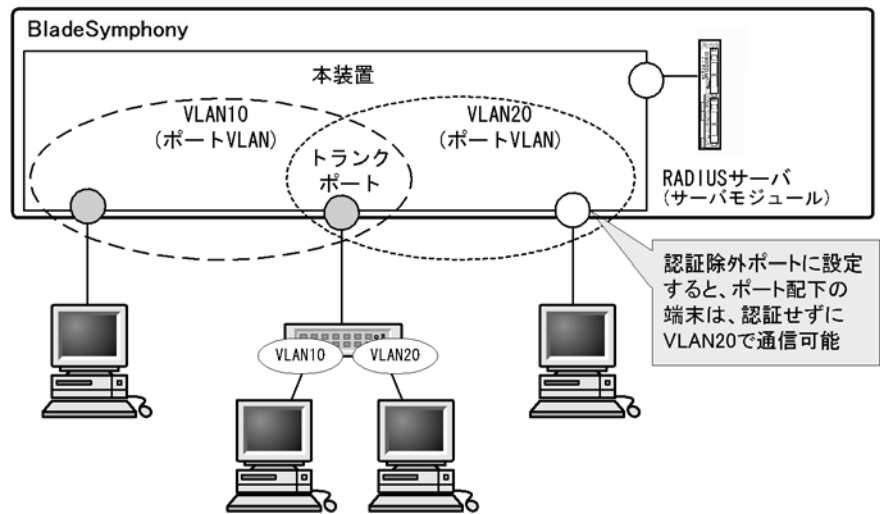 BladeSymphony
本装置
VLAN10
(ポートVLAN)
VLAN20
(ポートVLAN)
トランク
ポート
RADIUSサーバ
(サーバモジュール)
認証除外ポートに設定
すると、ポート配下の
端末は、認証せずに
VLAN20で通信可能
VLAN10
VLAN20